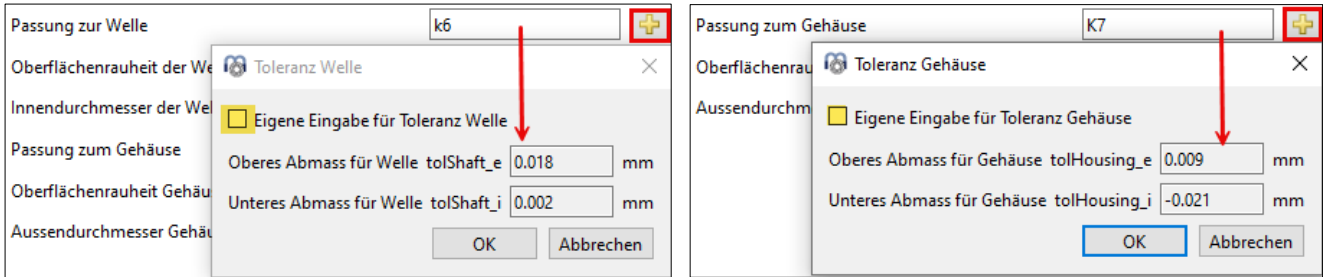 Passung zur Welle k6
Oberflächenrauheit der We Toleranz Welle
Innendurchmesser der Wel
Eigene Eingabe für Toleranz Welle
Passung zum Gehäuse
Oberes Abmass für Welle tolShaft_e 0.018 mm
Oberflächenrauheit Gehäu
Unteres Abmass für Welle tolShaft_i 0.002 mm
Aussendurchmesser Gehäu
OK Abbrechen
Passung zum Gehäuse K7
Oberflächenrau Toleranz Gehäuse
Aussendurchm
Eigene Eingabe für Toleranz Gehäuse
Oberes Abmass für Gehäuse tolHousing_e 0.009 mm
Unteres Abmass für Gehäuse tolHousing_i -0.021 mm
OK Abbrechen